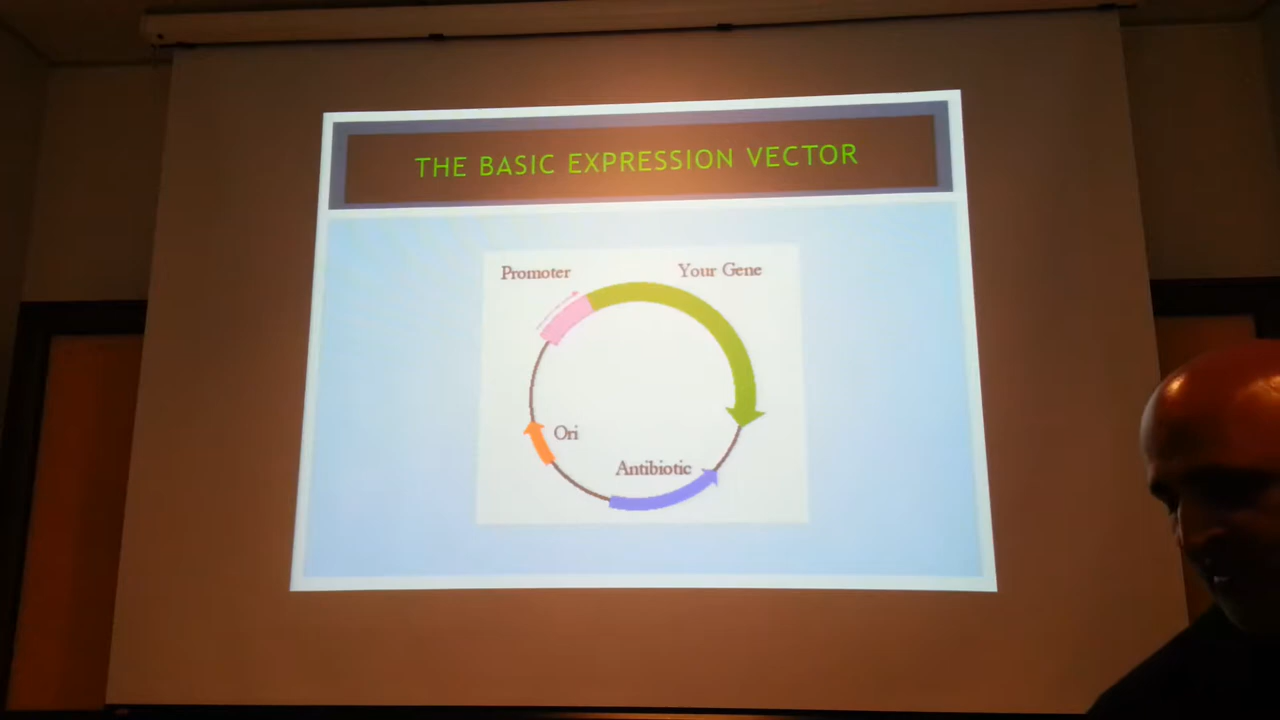 THE BASIC EXPRESSION VECTOR
Promoter
Your Gene
Ori
Antibiotic